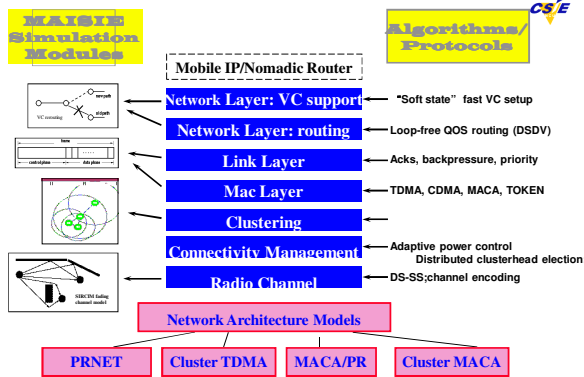 CSIE
MAISIE
Simulation
Modules
Algorithms/
Protocols
Mobile IP/Nomadic Router
Network Layer: VC support
Network Layer: routing
Link Layer
Mac Layer
Clustering
Connectivity Management
Radio Channel
new path
old path
VC rerouting
frame
control phase
data phase
SIRCIM fading
channel model
"Soft state" fast VC setup
Loop-free QOS routing (DSDV)
Acks, backpressure, priority
TDMA, CDMA, MACA, TOKEN
Adaptive power control
Distributed clusterhead election
DS-SS;channel encoding
Network Architecture Models
PRNET
Cluster TDMA
MACA/PR
Cluster MACA